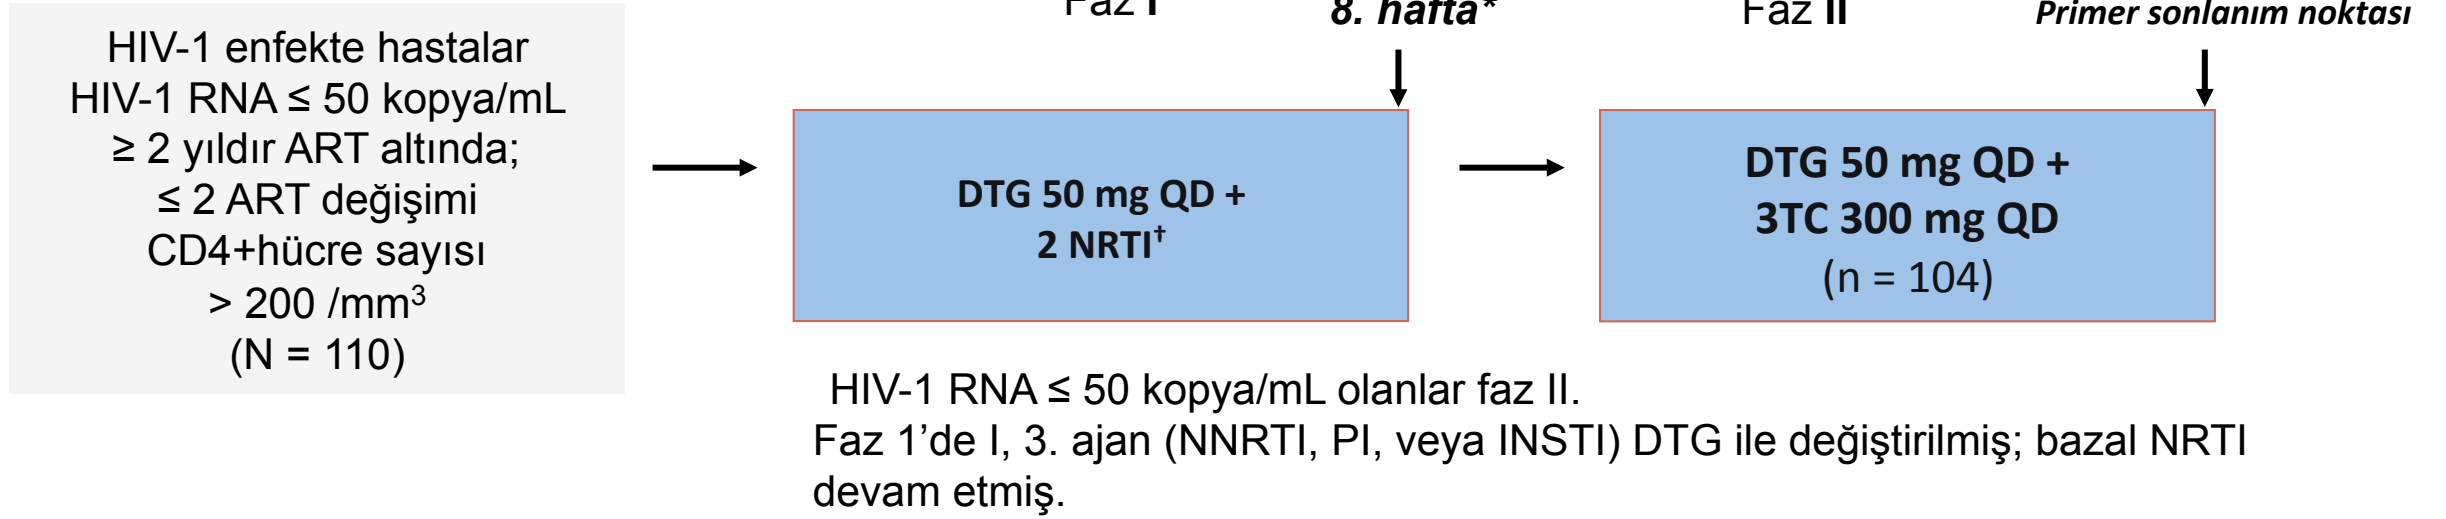 Faz I
8. hafta*
Faz II
Primer sonlanım noktası
HIV-1 enfekte hastalar
HIV-1 RNA ≤ 50 kopya/mL
≥ 2 yıldır ART altında;
≤ 2 ART değişimi
CD4+hücre sayısı
> 200 /mm³
(N = 110)
DTG 50 mg QD +
2 NRTI†
DTG 50 mg QD +
3TC 300 mg QD
(n = 104)
HIV-1 RNA ≤ 50 kopya/mL olanlar faz II.
Faz 1’de I, 3. ajan (NNRTI, PI, veya INSTI) DTG ile değiştirilmiş; bazal NRTI
devam etmiş.